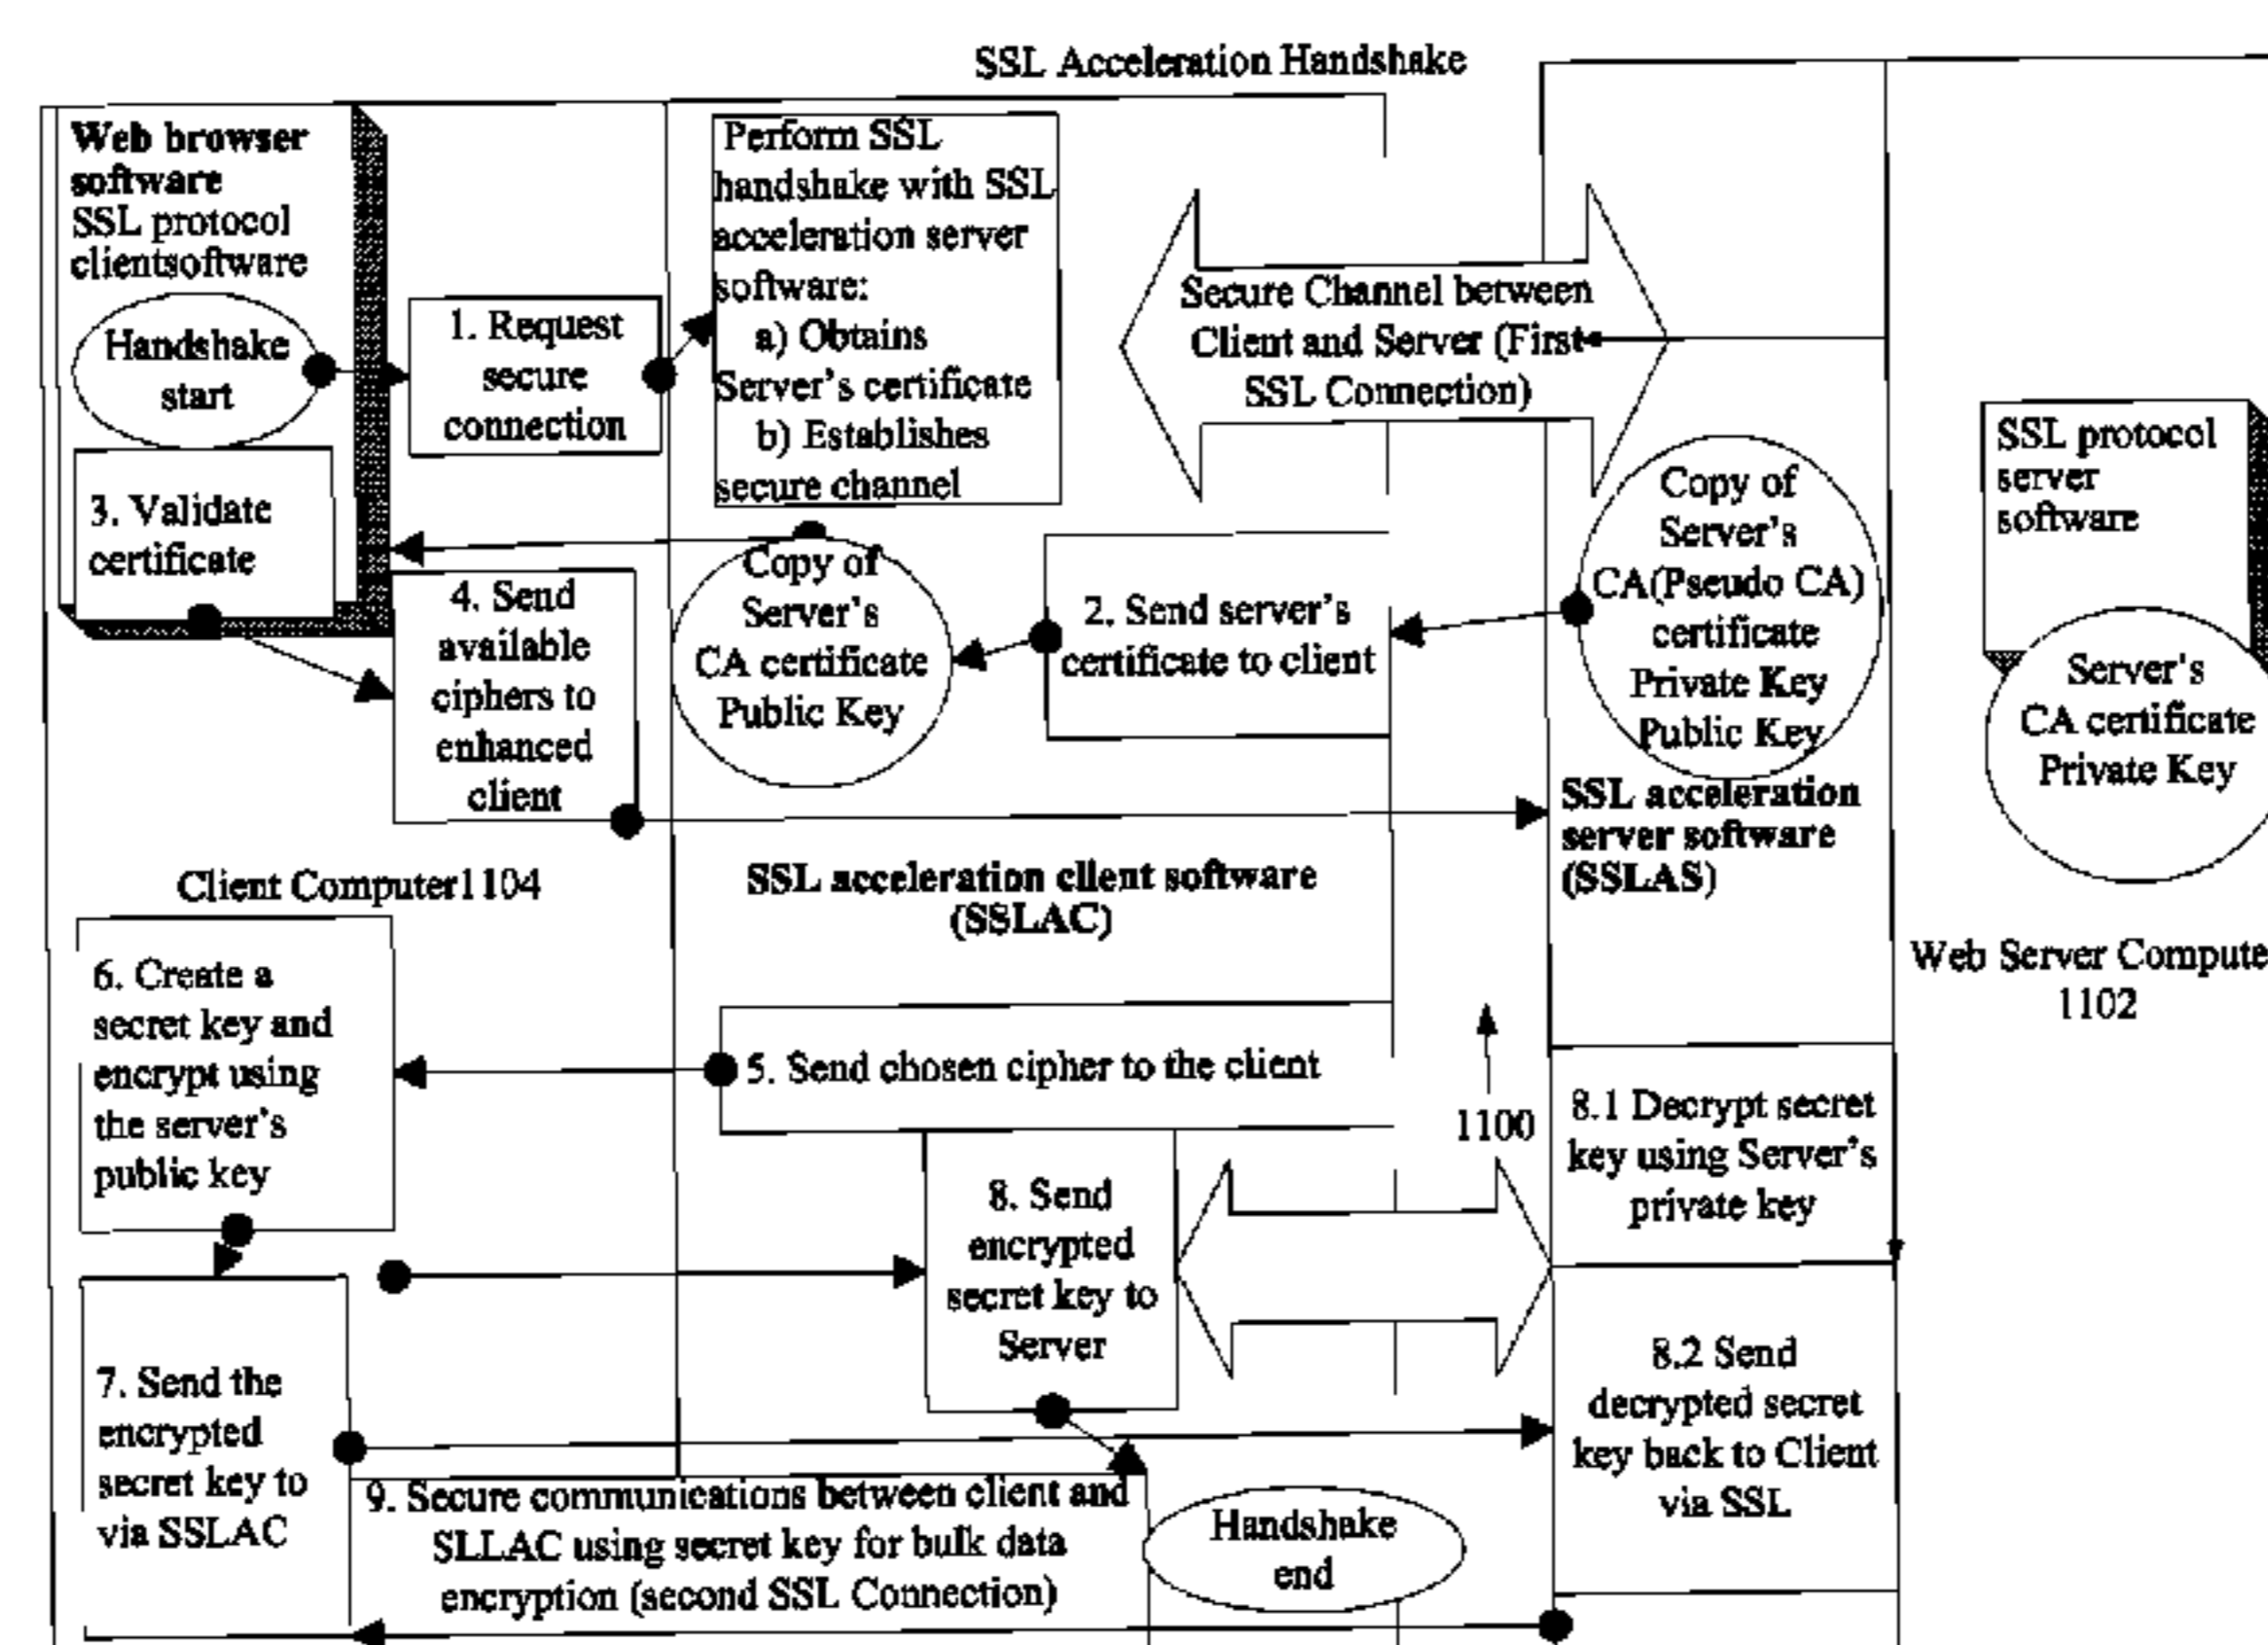 SSL Acceleration Handshake
Web browser
software
SSL protocol
clientsoftware
Handshake
start
1. Request
secure
connection
Perform SSL
handshake with SSL
acceleration server
software:
a) Obtains
Server's certificate
b) Establishes
secure channel
Secure Channel between
Client and Server (First
SSL Connection)
SSL protocol
server
software
3. Validate
certificate
4. Send
available
ciphers to
enhanced
client
Copy of
Server's
CA certificate
Public Key
2. Send server's
certificate to client
Copy of
Server's
CA(Pseudo CA)
certificate
Private Key
Public Key
Server's
CA certificate
Private Key
SSL acceleration
server software
(SSLAS)
Client Computer1104
SSL acceleration client software
(SSLAC)
Web Server Compute
1102
6. Create a
secret key and
encrypt using
the server's
public key
5. Send chosen cipher to the client
1100
8.1 Decrypt secret
key using Server's
private key
8. Send
encrypted
secret key to
Server
7. Send the
encrypted
secret key to
via SSLAC
8.2 Send
decrypted secret
key back to Client
via SSL
9. Secure communications between client and
SLLAC using secret key for bulk data
encryption (second SSL Connection)
Handshake
end